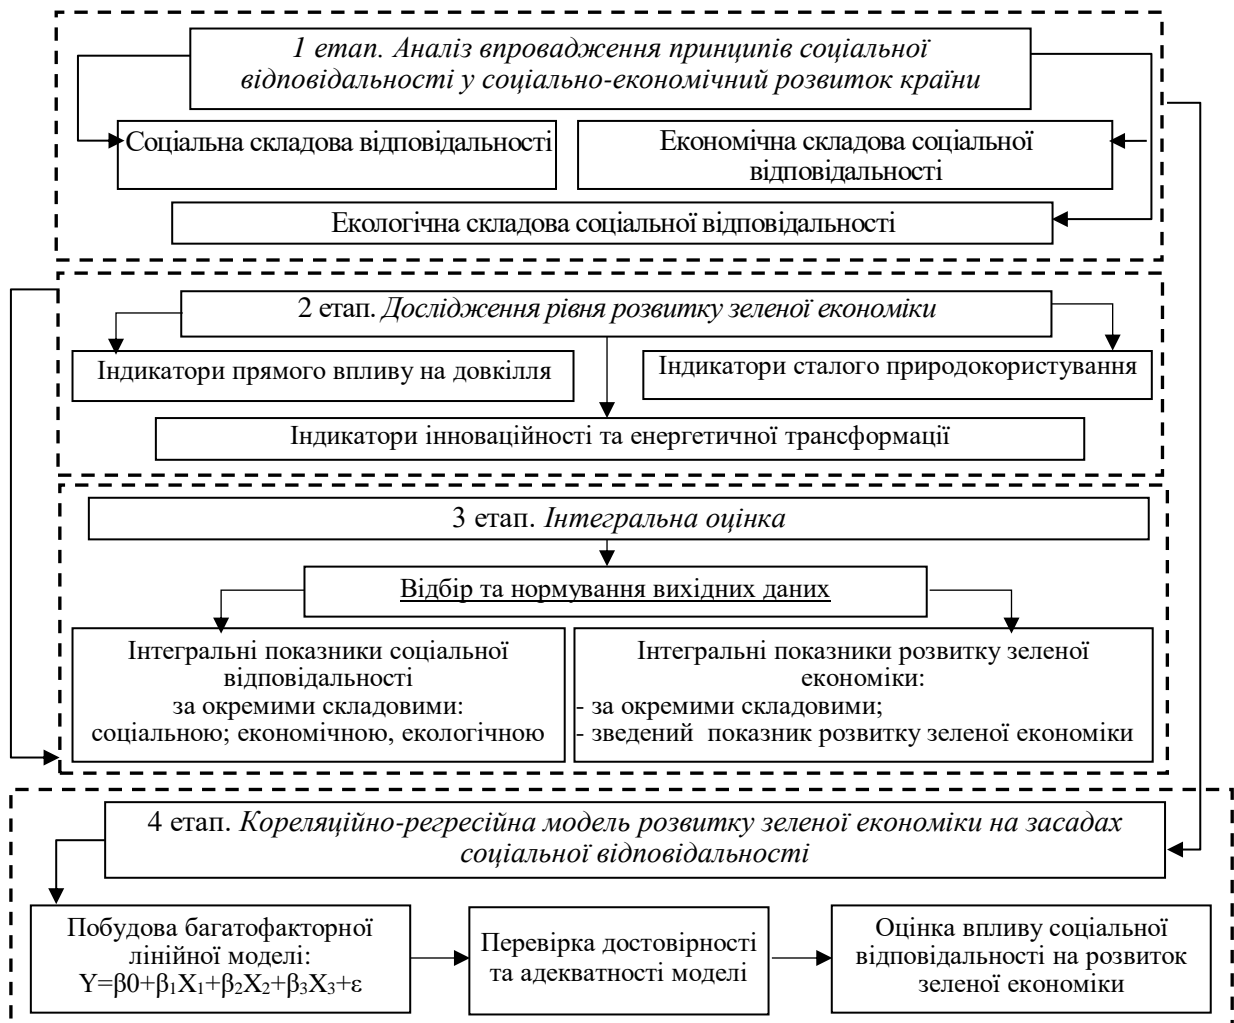 1 етап. Аналіз впровадження принципів соціальної
відповідальності у соціально-економічний розвиток країни
Соціальна складова відповідальності
Економічна складова соціальної
відповідальності
Екологічна складова соціальної відповідальності
2 етап. Дослідження рівня розвитку зеленої економіки
Індикатори прямого впливу на довкілля
Індикатори сталого природокористування
Індикатори інноваційності та енергетичної трансформації
3 етап. Інтегральна оцінка
Відбір та нормування вихідних даних
Інтегральні показники соціальної
відповідальності
за окремими складовими:
соціальною; економічною, екологічною
Інтегральні показники розвитку зеленої
економіки:
- за окремими складовими;
- зведений показник розвитку зеленої економіки
4 етап. Кореляційно-регресійна модель розвитку зеленої економіки на засадах
соціальної відповідальності
Побудова багатофакторної
лінійної моделі:
Y=β0+β₁X₁+β₂X₂+β₃X₃+ε
Перевірка достовірності
та адекватності моделі
Оцінка впливу соціальної
відповідальності на розвиток
зеленої економіки